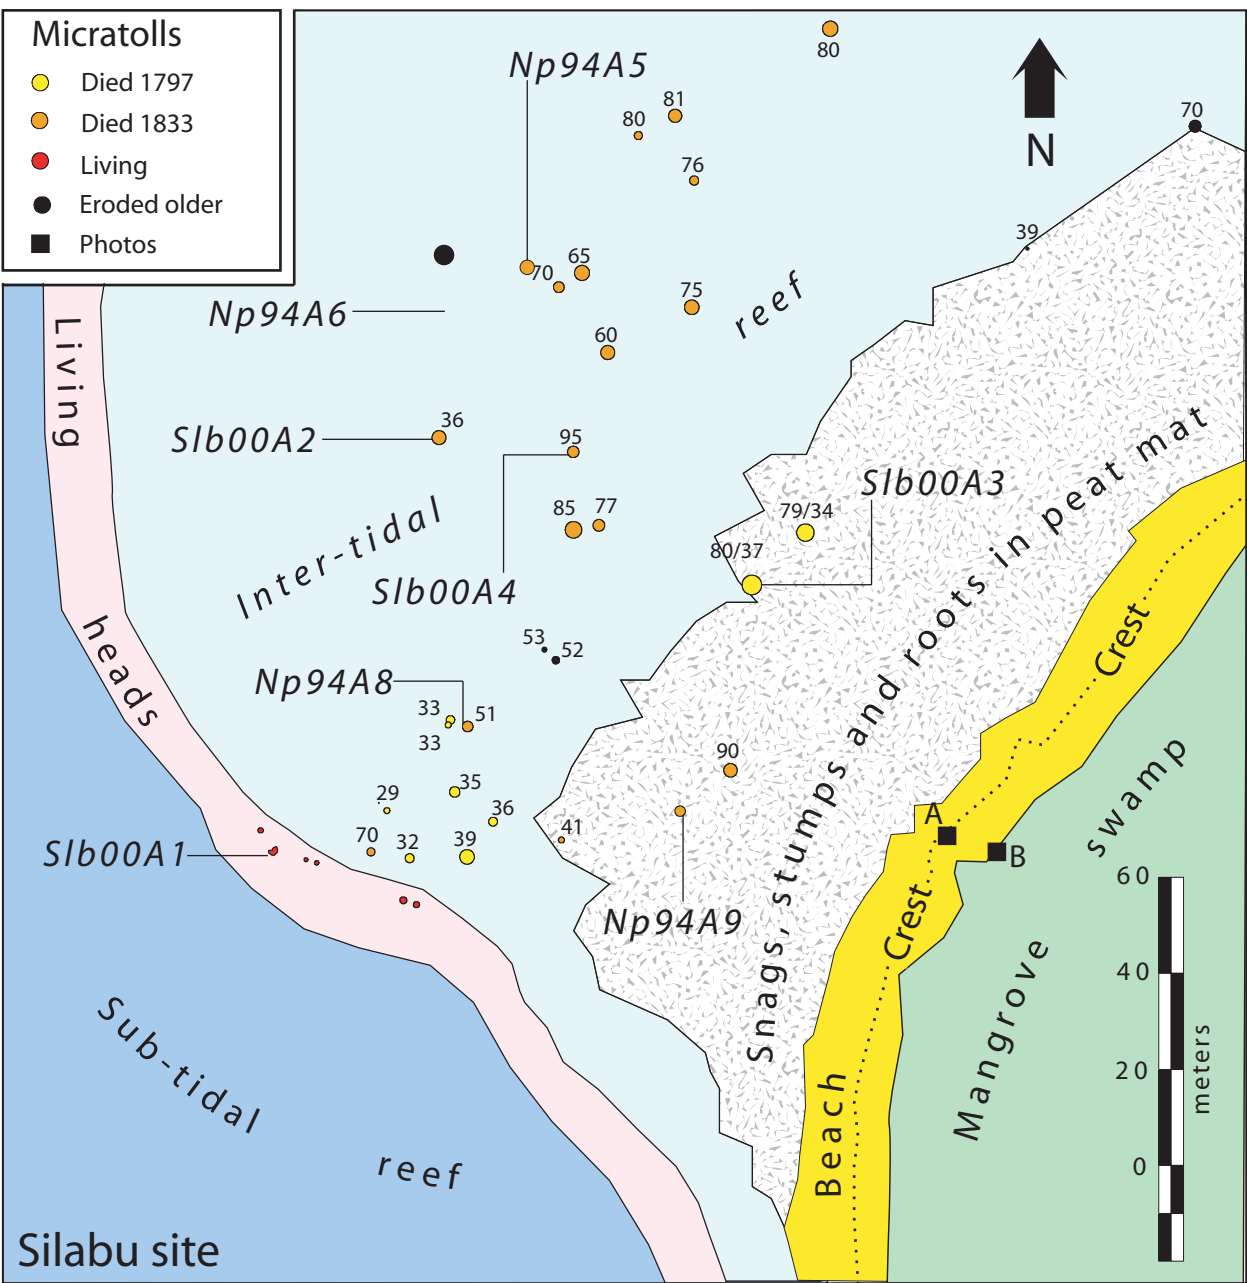 Micratolls
Died 1797
Died 1833
Living
Eroded older
Photos
80
Np94A5
81
80
76
70
N
39
70
65
75
reef
Np94A6
60
Living
heads
36
Slb00A2
95
Slb00A3
79/34
80/37
85
77
Inter-tidal
Slb00A4
53
52
Np94A8
33
33
51
90
35
29
36
70
32
39
41
Slb00A1
Np94A9
Snags, stumps and roots in peat mat
Crest
A
B
Crest
Beach
swamp
Mangrove
60
40
20
0
meters
Sub-tidal
reef
Silabu site